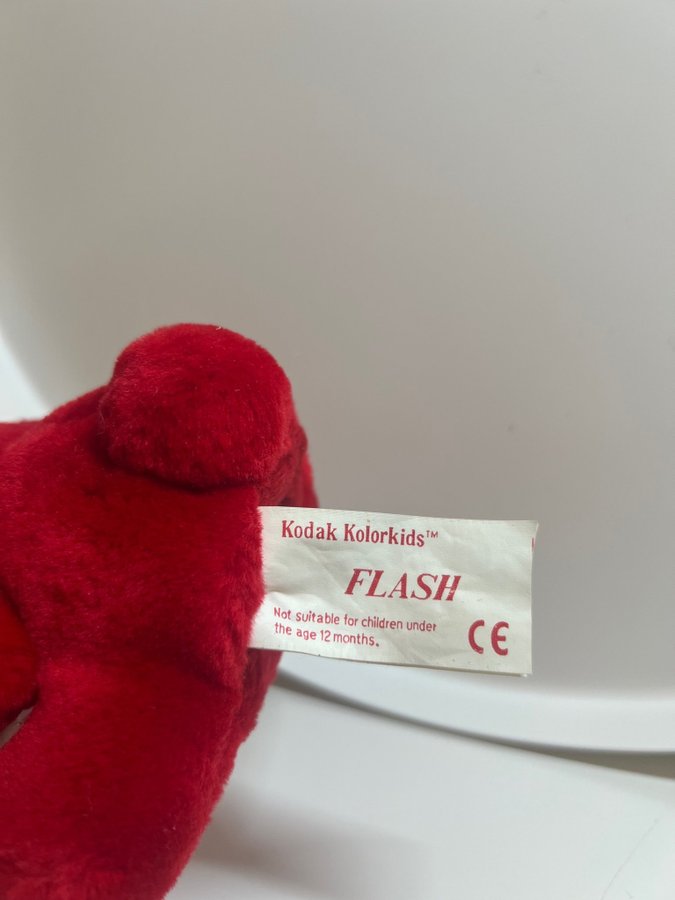 Kodak Kolorkids™
FLASH
Not suitable for children under
the age 12 months.
CE